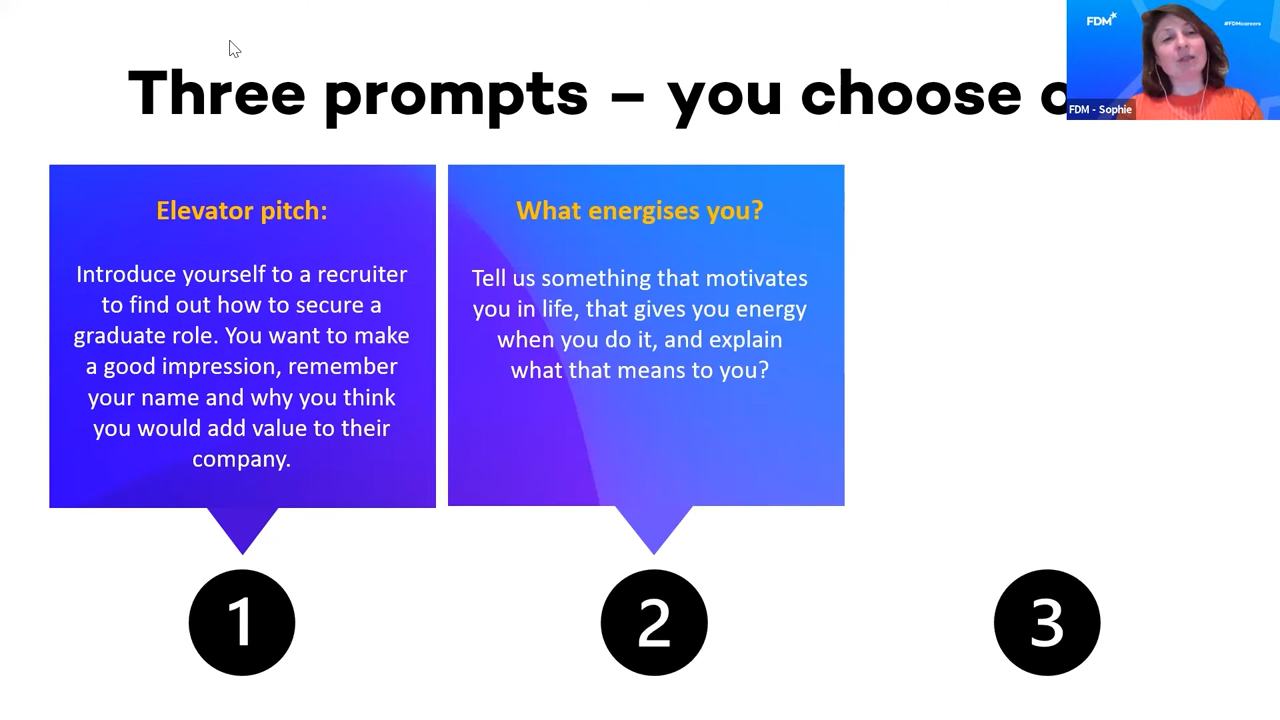 FDM
#FDMcareers
FDM - Sophie
Three prompts – you choose
Elevator pitch:
Introduce yourself to a recruiter
to find out how to secure a
graduate role. You want to make
a good impression, remember
your name and why you think
you would add value to their
company.
What energises you?
Tell us something that motivates
you in life, that gives you energy
when you do it, and explain
what that means to you?
1
2
3